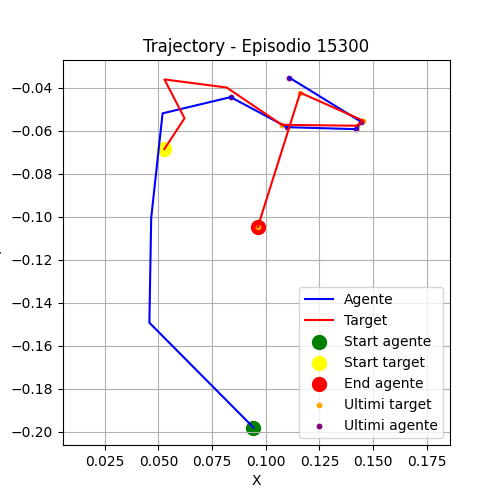 Trajectory - Episodio 15300
−0.04
−0.06
−0.08
−0.10
−0.12
−0.14
−0.16
−0.18
−0.20
Agente
Target
Start agente
Start target
End agente
Ultimi target
Ultimi agente
0.025 0.050 0.075 0.100 0.125 0.150 0.175
X